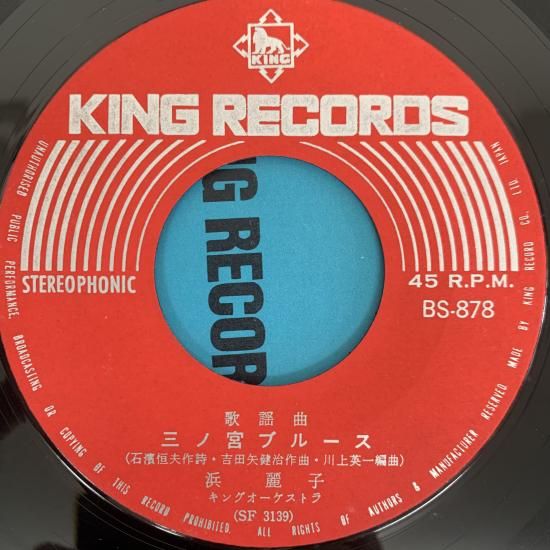 KING
KING RECORDS
STEREOPHONIC
45 R.P.M.
BS-878
NG RECOR
歌謡曲
三ノ宮ブルース
(石濱恒夫作詩・吉田矢健治作曲・川上英一編曲)
浜麗子
キングオーケストラ
(SF 3139)
UNAUTHORISED PUBLIC PERFORMANCE, BROADCASTING OR COPYING OF THIS RECORD PROHIBITED. ALL RIGHTS OF AUTHORS & MANUFACTURER RESERVED MADE BY KING RECORD CO., LTD. JAPAN